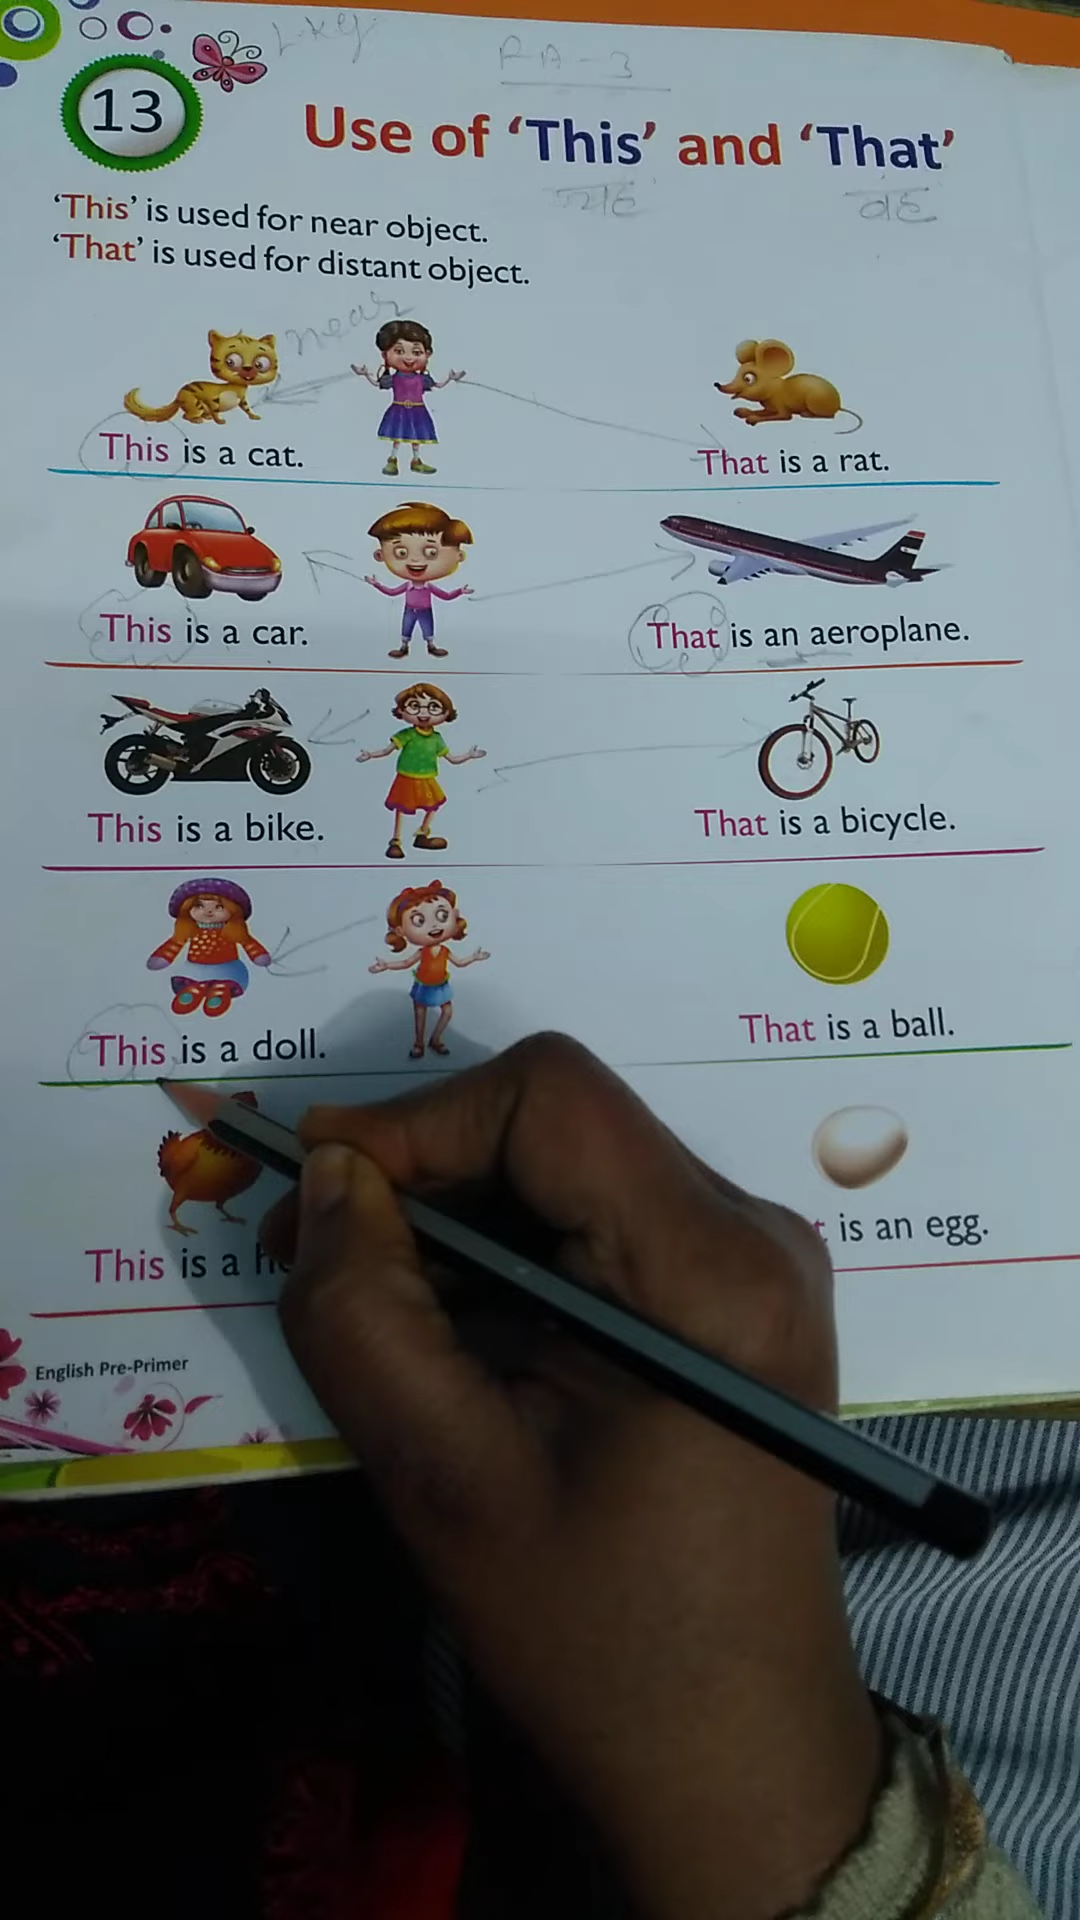 L.K.G
P A - 3
13
Use of ‘This’ and ‘That’
यह वह
‘This’ is used for near object.
‘That’ is used for distant object.
near
This is a cat. That is a rat.
This is a car. That is an aeroplane.
This is a bike. That is a bicycle.
This is a doll. That is a ball.
This is a is an egg.
English Pre-Primer